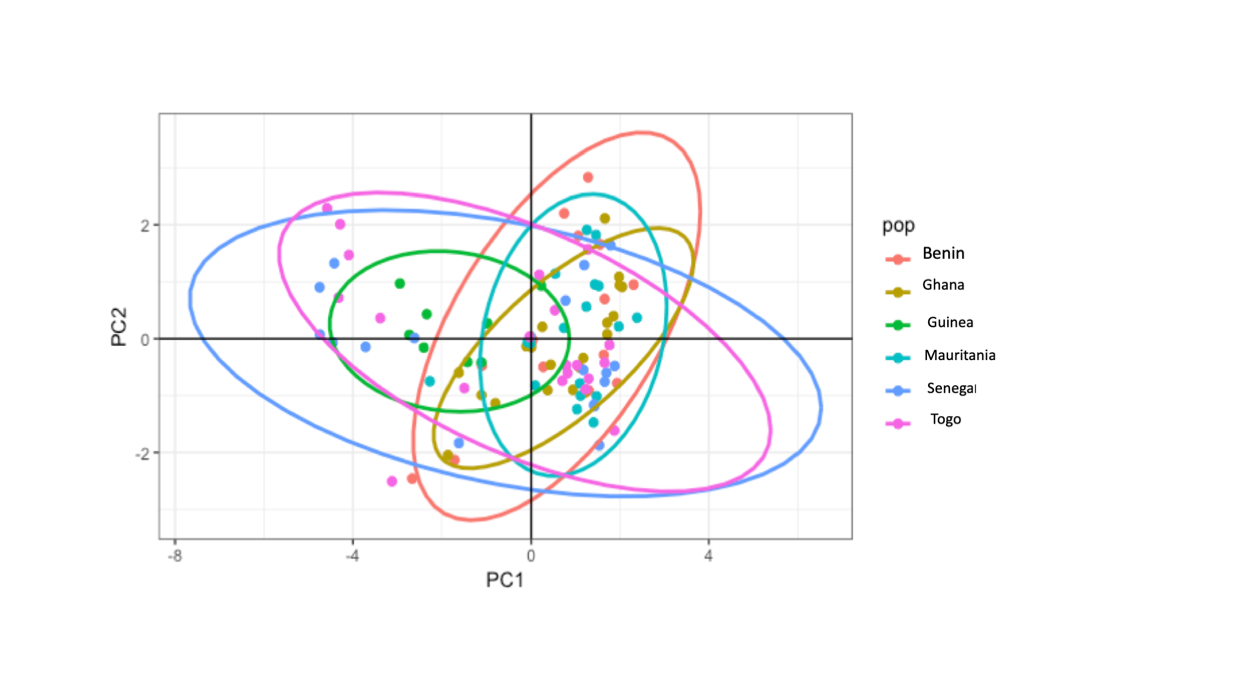 PC2
2
0
-2
-8
-4
0
4
PC1
pop
Benin
Ghana
Guinea
Mauritania
Senegal
Togo